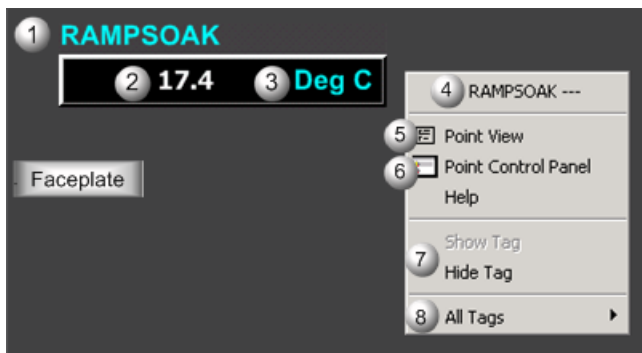 1 RAMPSOAK
2 17.4 3 Deg C
4 RAMPSOAK ---
5 Point View
6 Point Control Panel
Faceplate
Help
Show Tag
7
Hide Tag
8 All Tags